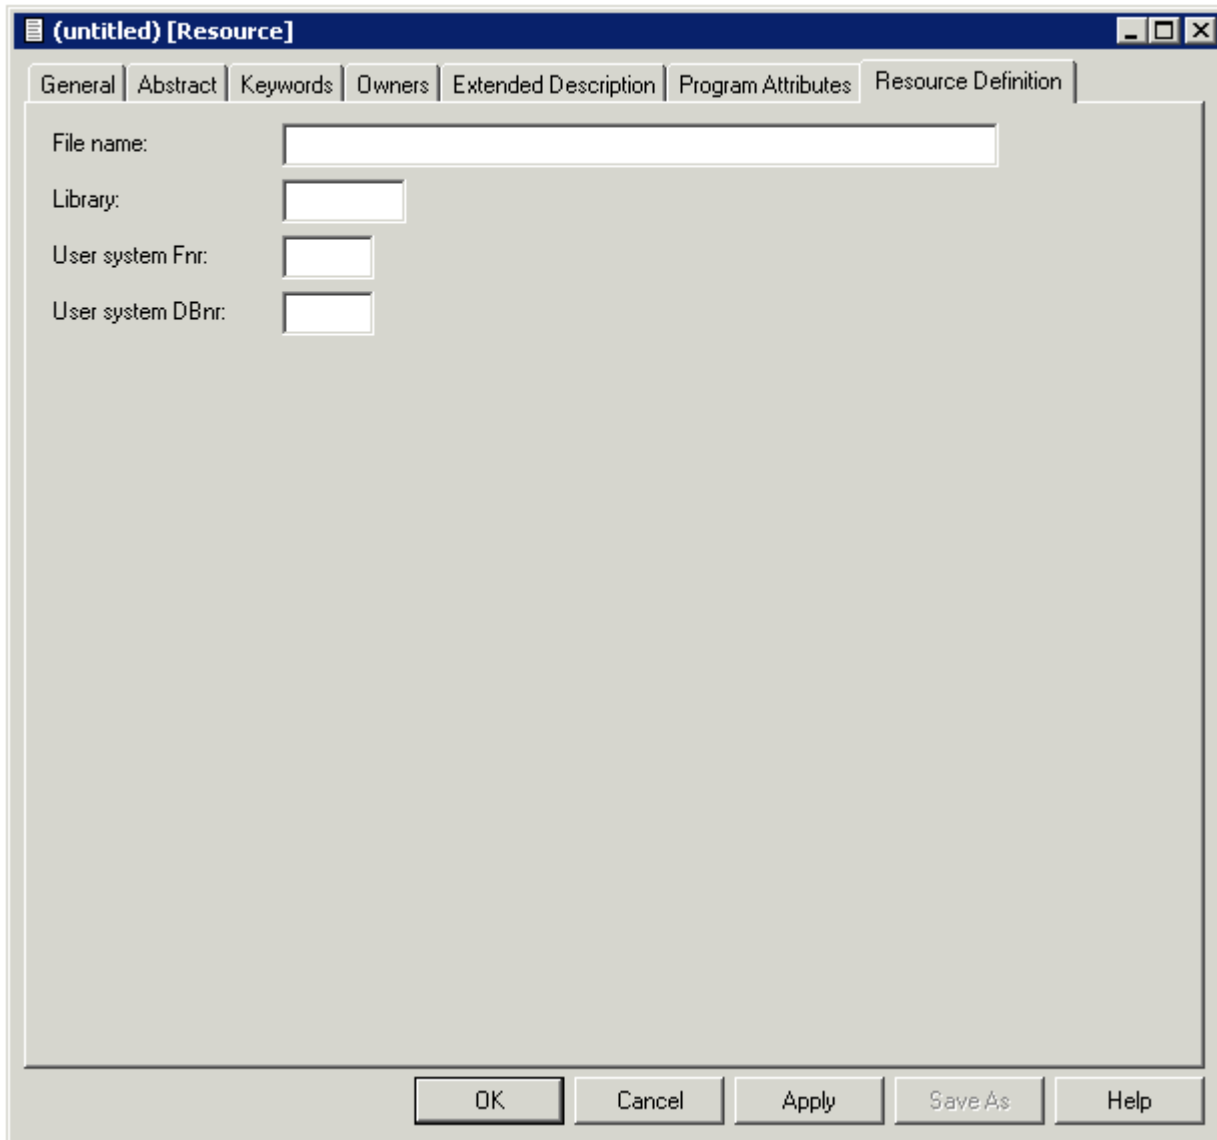 (untitled) [Resource]
General Abstract Keywords Owners Extended Description Program Attributes Resource Definition
File name:
Library:
User system Fnr:
User system DBnr:
OK Cancel Apply Save As Help